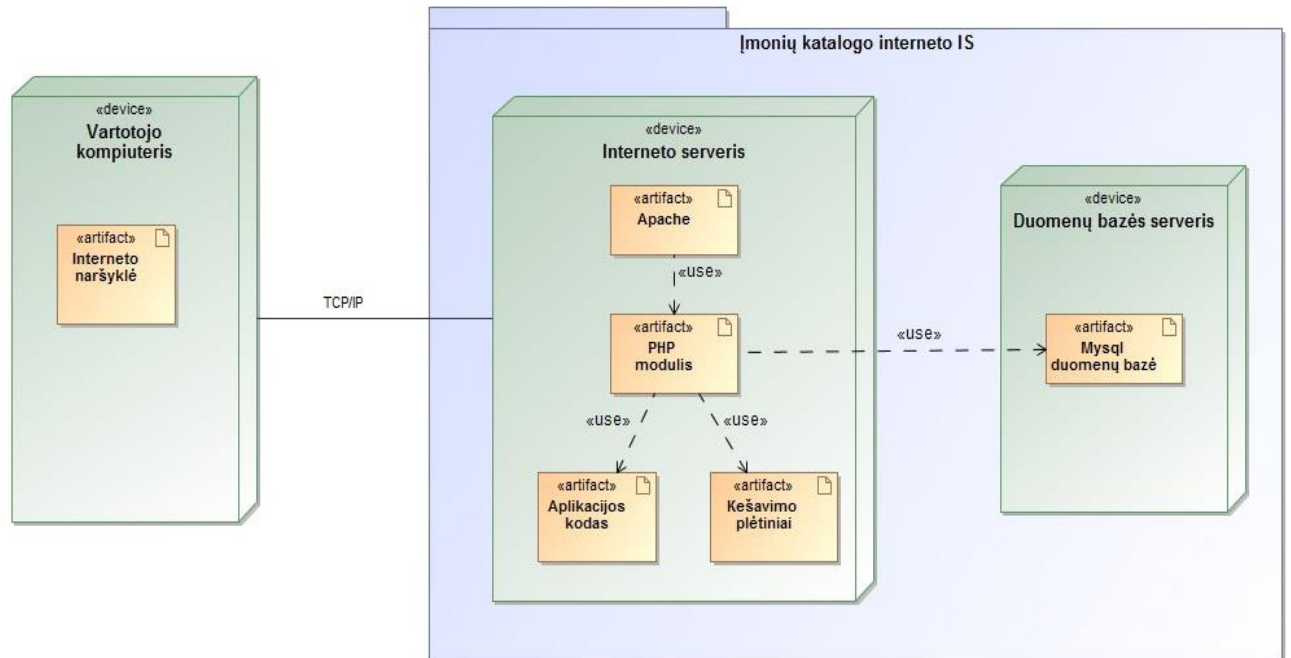 Įmonių katalogo interneto IS
«device»
Vartotojo
kompiuteris
«artifact»
Interneto
naršyklė
TCP/IP
«device»
Interneto serveris
«artifact»
Apache
«use»
«artifact»
PHP
modulis
«use»
«use»
«artifact»
Aplikacijos
kodas
«artifact»
Kešavimo
plėtiniai
«use»
«device»
Duomenų bazės serveris
«artifact»
Mysql
duomenų bazė